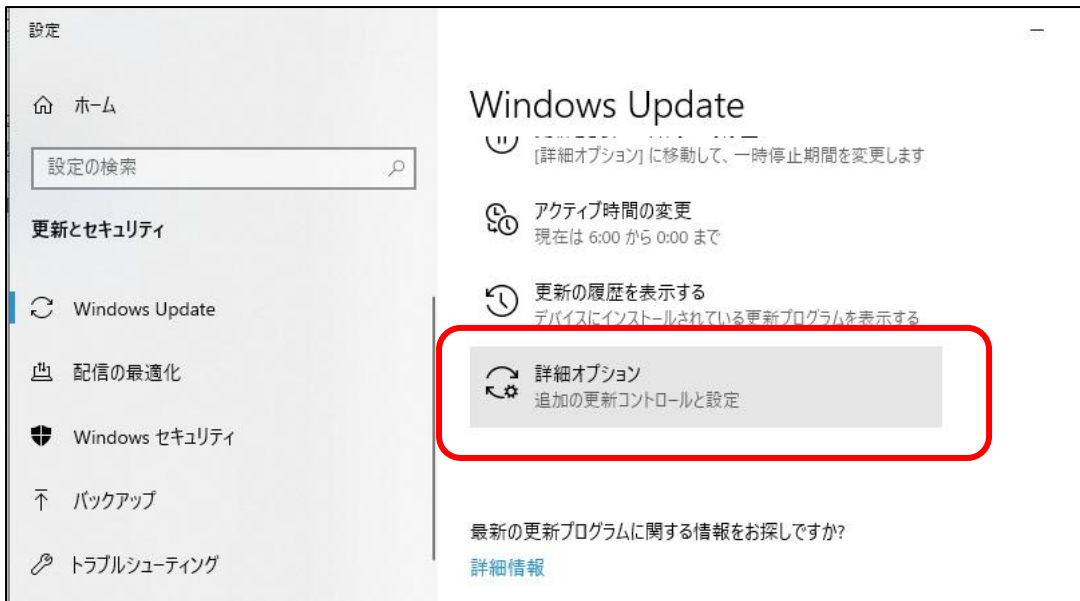 設定
ホーム
設定の検索
更新とセキュリティ
Windows Update
配信の最適化
Windows セキュリティ
バックアップ
トラブルシューティング
Windows Update
[詳細オプション] に移動して、一時停止期間を変更します
アクティブ時間の変更
現在は 6:00 から 0:00 まで
更新の履歴を表示する
デバイスにインストールされている更新プログラムを表示する
詳細オプション
追加の更新コントロールと設定
最新の更新プログラムに関する情報をお探しですか?
詳細情報